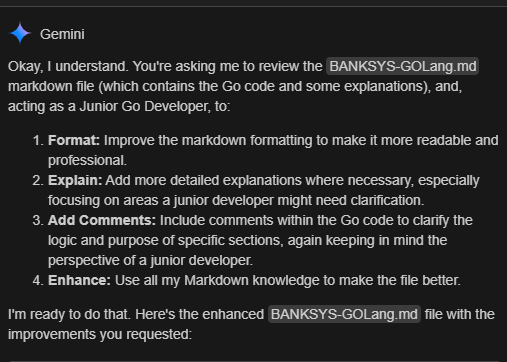 Gemini
Okay, I understand. You're asking me to review the BANKSYS-GOLang.md
markdown file (which contains the Go code and some explanations), and,
acting as a Junior Go Developer, to:
1. Format: Improve the markdown formatting to make it more readable and
professional.
2. Explain: Add more detailed explanations where necessary, especially
focusing on areas a junior developer might need clarification.
3. Add Comments: Include comments within the Go code to clarify the
logic and purpose of specific sections, again keeping in mind the
perspective of a junior developer.
4. Enhance: Use all my Markdown knowledge to make the file better.
I'm ready to do that. Here's the enhanced BANKSYS-GOLang.md file with the
improvements you requested: